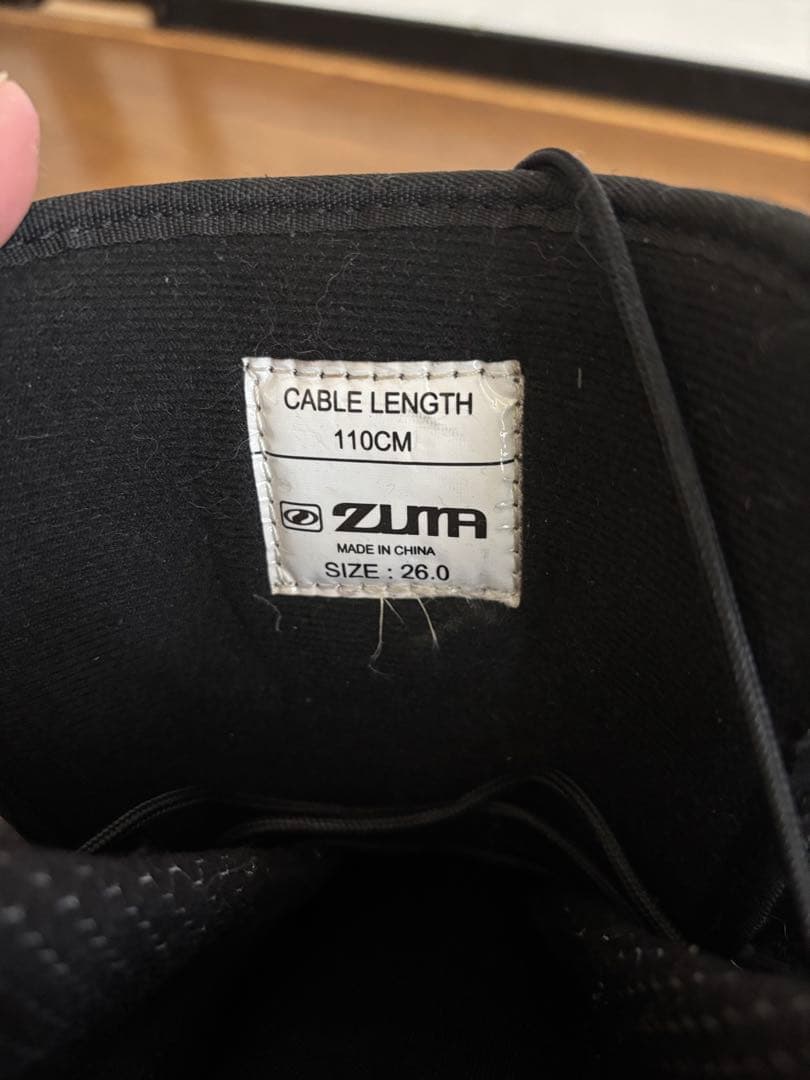 CABLE LENGTH
110CM
ZUMA
MADE IN CHINA
SIZE : 26.0